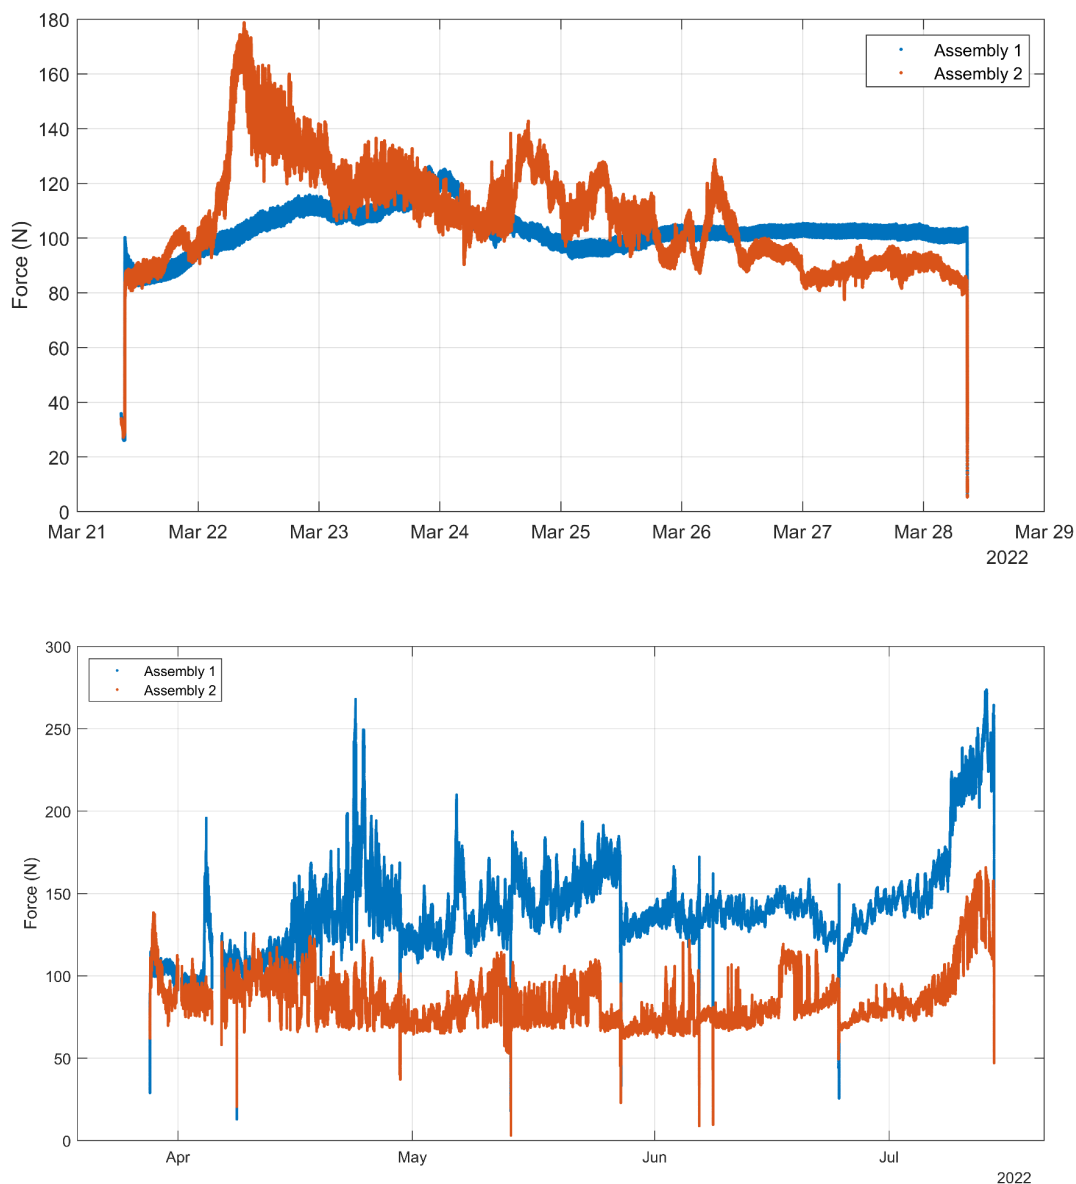 180
160
140
120
100
80
60
40
20
0
Force (N)
Assembly 1
Assembly 2
Mar 21 Mar 22 Mar 23 Mar 24 Mar 25 Mar 26 Mar 27 Mar 28 Mar 29
2022
300
250
200
150
100
50
0
Force (N)
Assembly 1
Assembly 2
Apr May Jun Jul
2022